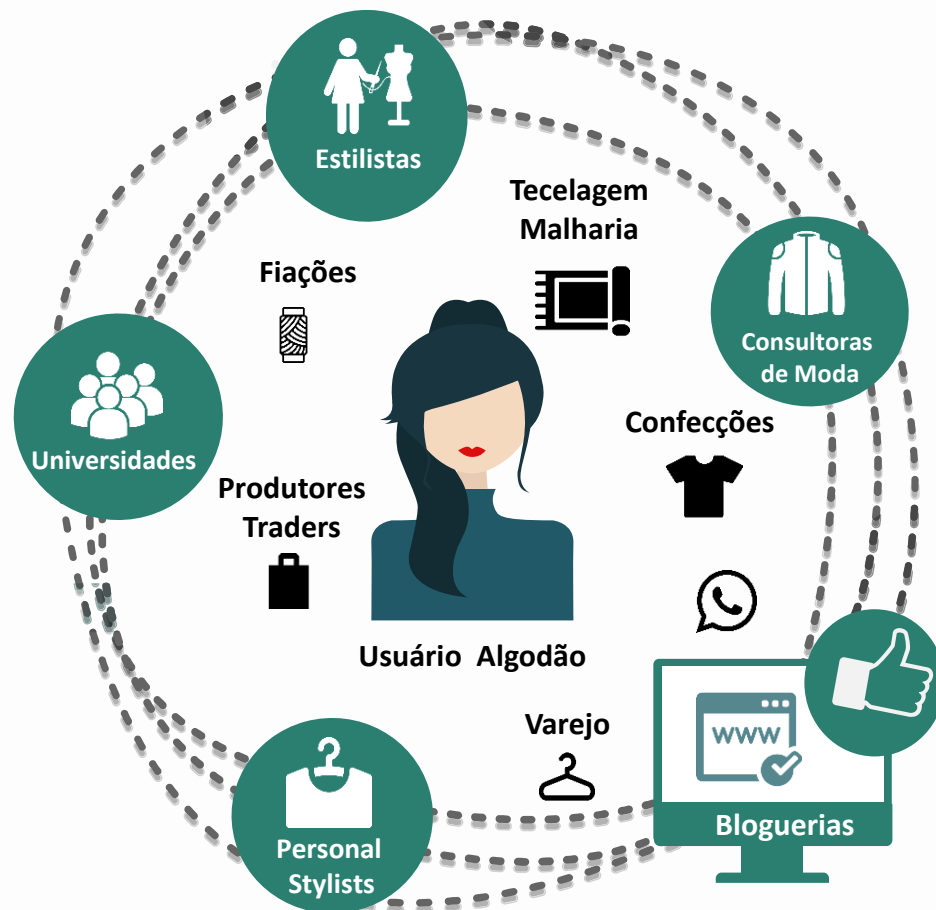 Estilistas
Tecelagem
Malharia
Fiações
Consultoras
de Moda
Confecções
Universidades
Produtores
Traders
Usuário Algodão
Varejo
www
Bloguerias
Personal
Stylists